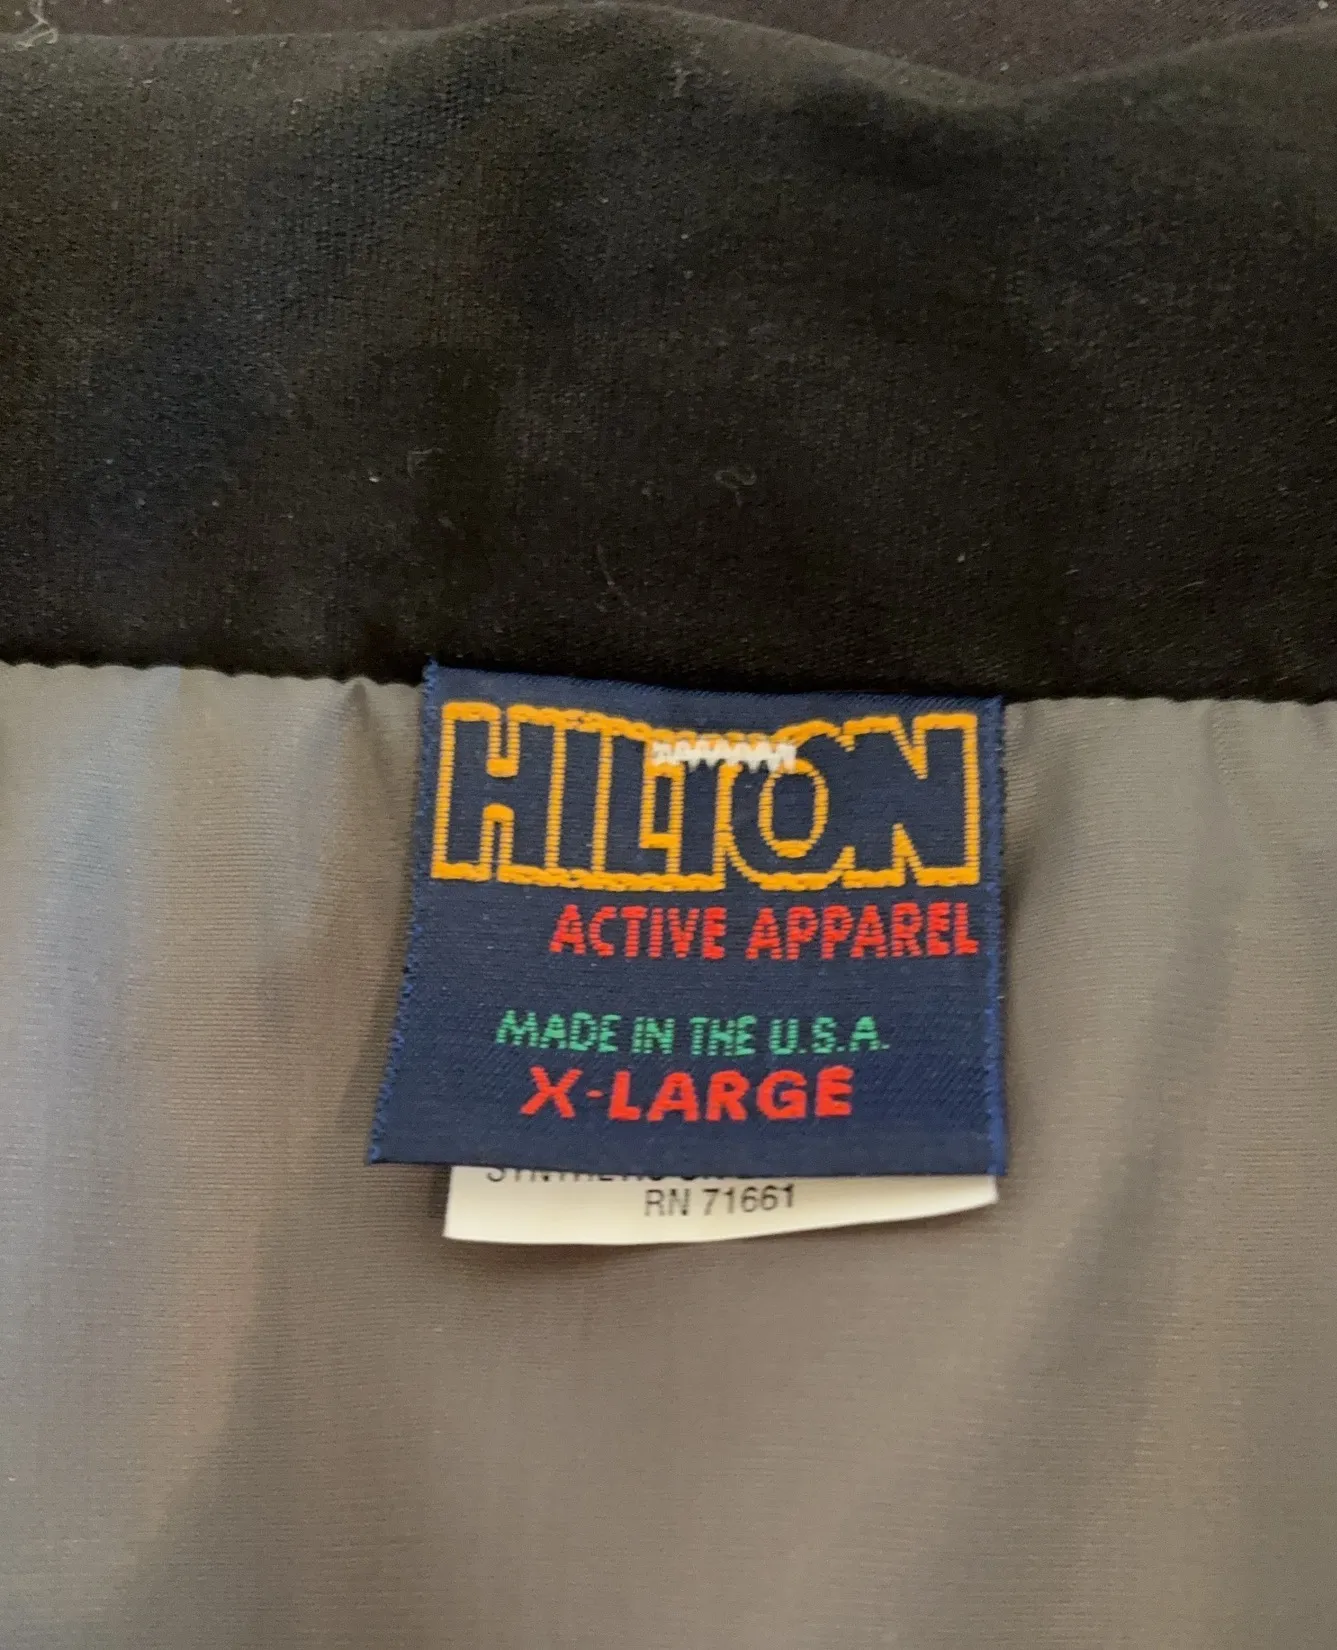 HILTON
ACTIVE APPAREL
MADE IN THE U.S.A.
X-LARGE
RN 71661